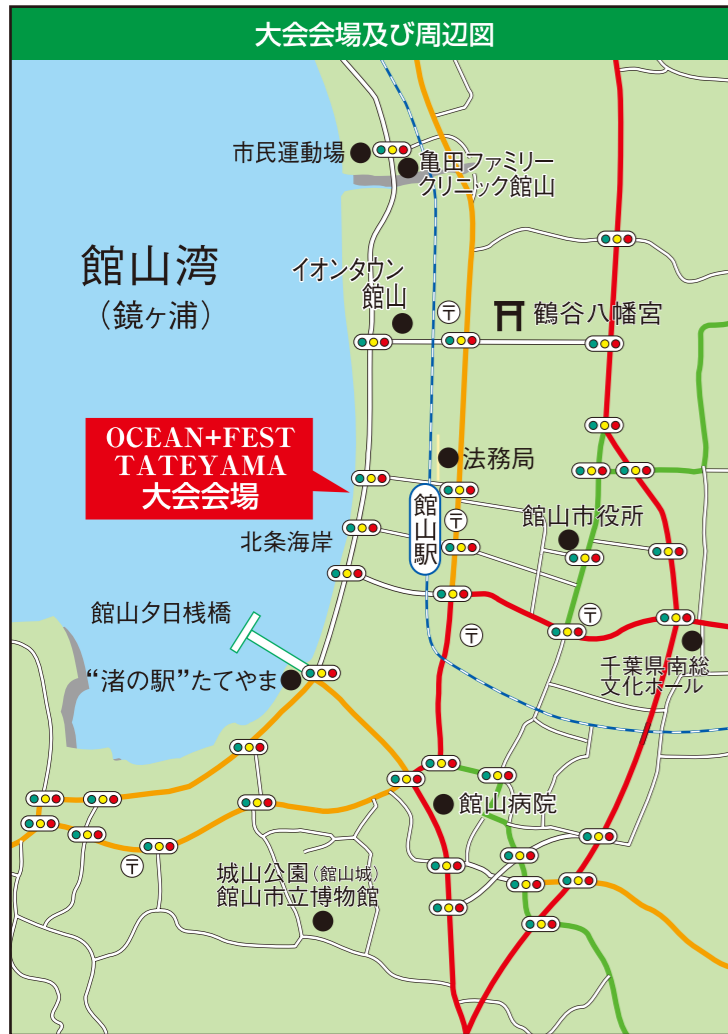 大会会場及び周辺図
市民運動場
亀田ファミリー
クリニック館山
館山湾
（鏡ヶ浦）
イオンタウン
館山
〒
鶴谷八幡宮
OCEAN+FEST
TATEYAMA
大会会場
法務局
館山駅
〒
館山市役所
北条海岸
館山夕日桟橋
〒
〒
“渚の駅”たてやま
千葉県南総
文化ホール
館山病院
〒
城山公園（館山城）
館山市立博物館